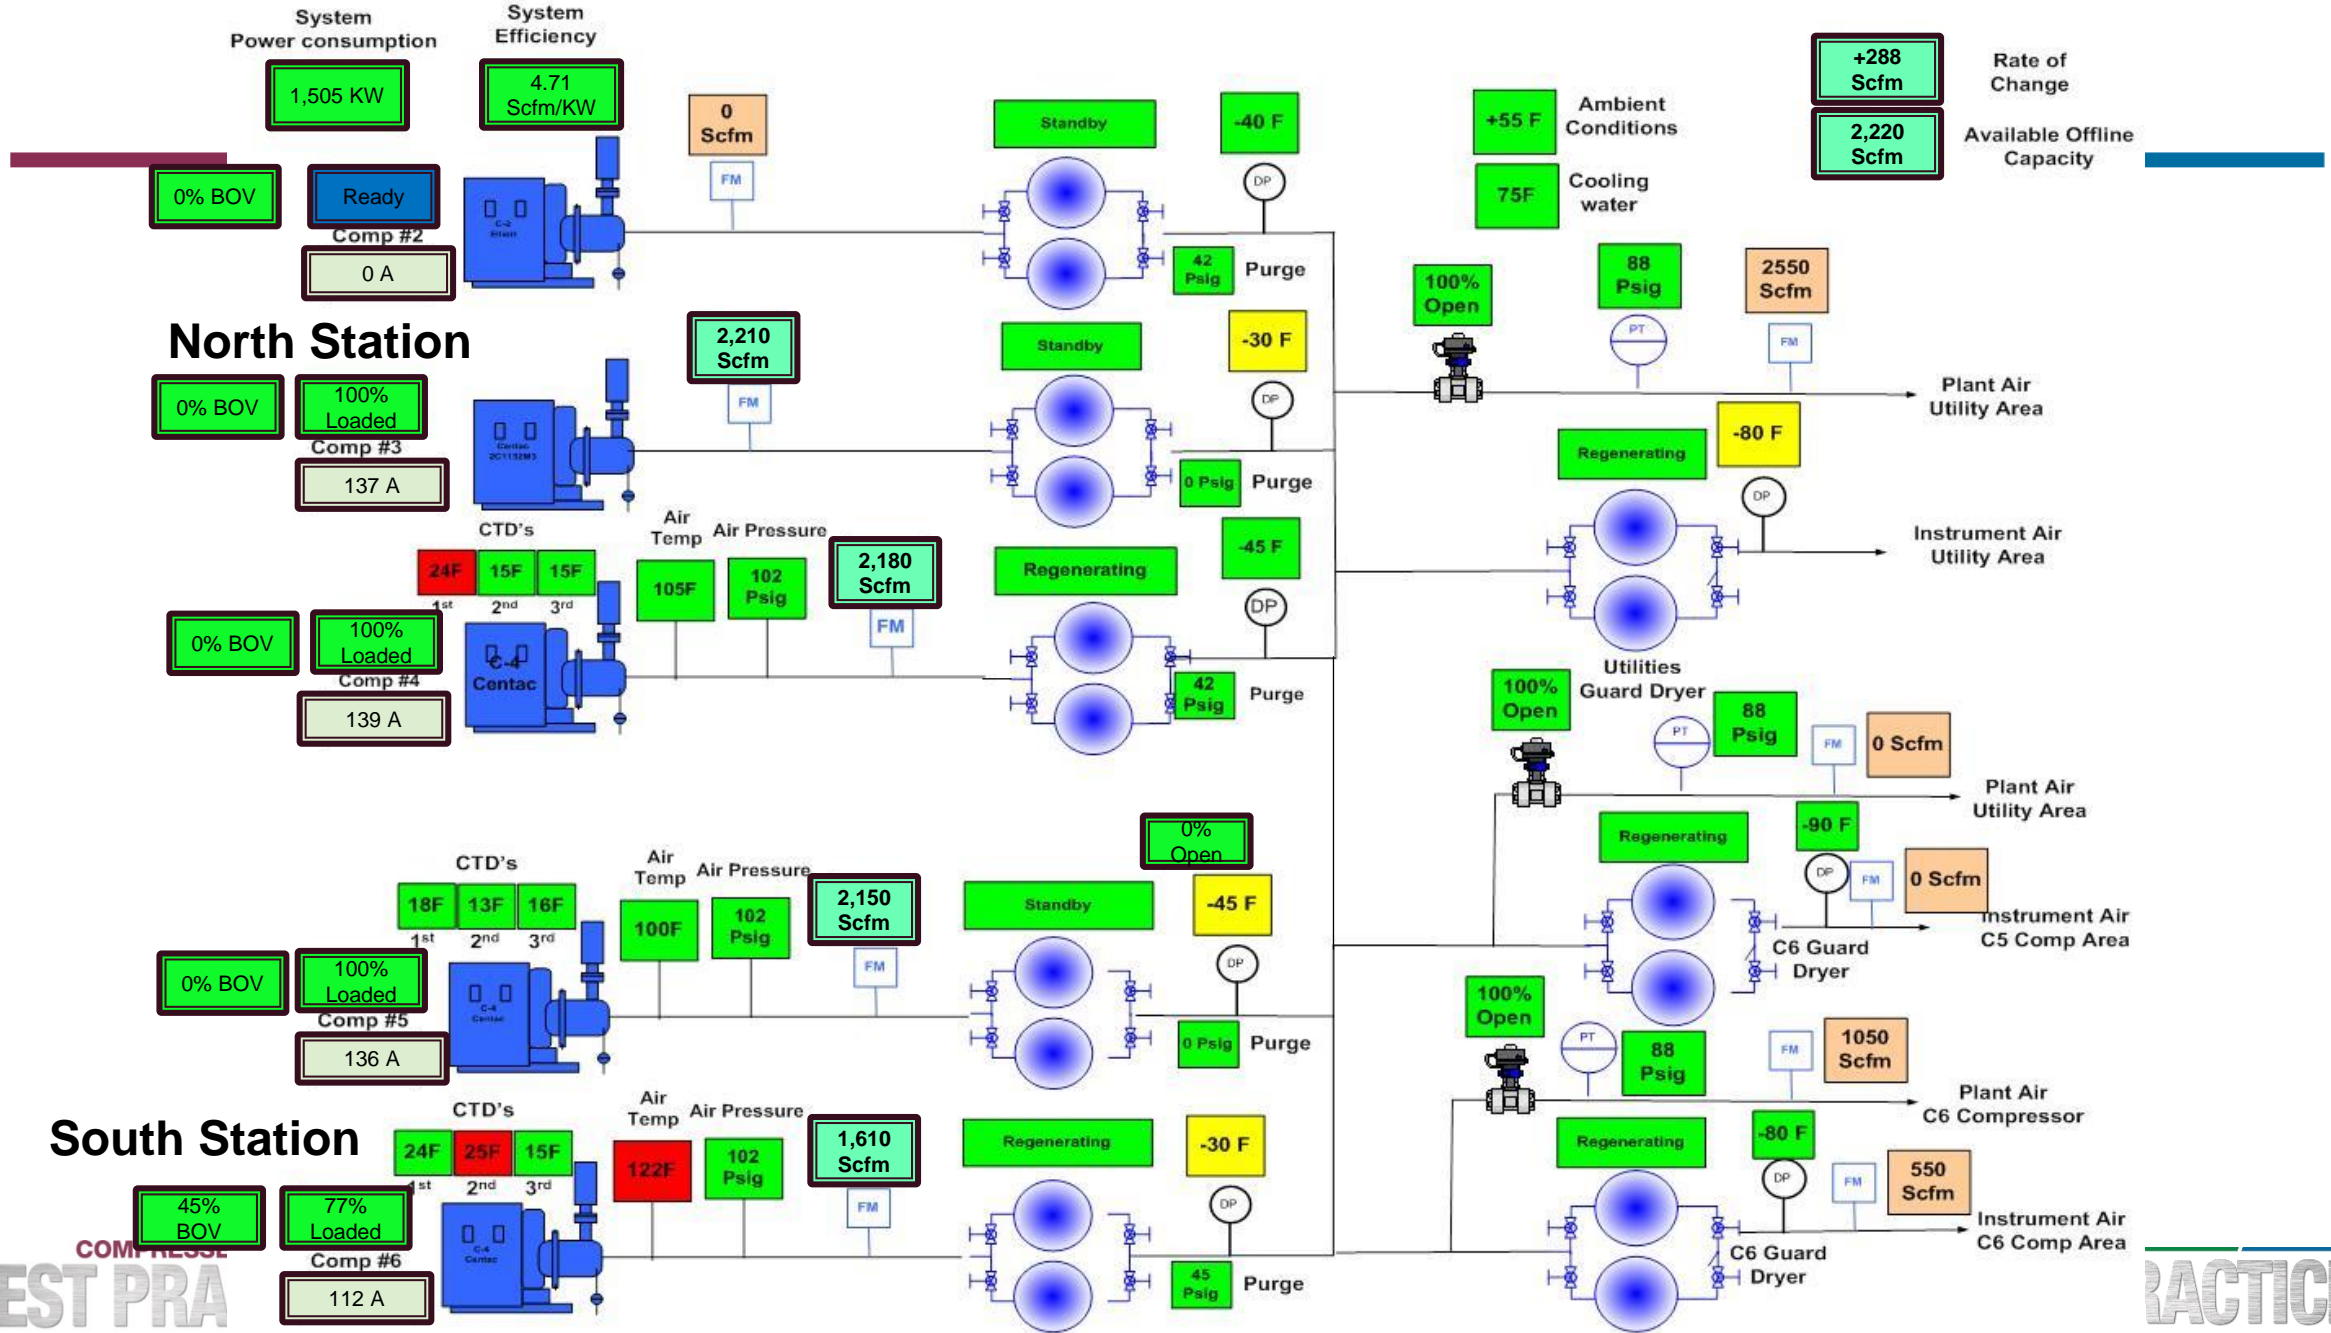 System
Power consumption
System
Efficiency
1,505 KW
4.71
Scfm/KW
0
Scfm
FM
Standby
-40 F
DP
+55 F
Ambient
Conditions
75F
Cooling
water
+288
Scfm
Rate of
Change
2,220
Scfm
Available Offline
Capacity
0% BOV
Ready
Comp #2
0 A
C-2
42
Psig
Purge
100%
Open
88
Psig
PT
2550
Scfm
FM
Plant Air
Utility Area
North Station
0% BOV
100%
Loaded
Comp #3
137 A
Centac
2C1132M3
2,210
Scfm
FM
Standby
-30 F
DP
0 Psig
Purge
Regenerating
-80 F
DP
Instrument Air
Utility Area
Utilities
Guard Dryer
CTD's
24F
15F
15F
1st
2nd
3rd
Air
Temp
Air Pressure
105F
102
Psig
2,180
Scfm
FM
Regenerating
-45 F
DP
0% BOV
100%
Loaded
Comp #4
139 A
C-4
Centac
42
Psig
Purge
100%
Open
PT
88
Psig
FM
0 Scfm
Plant Air
Utility Area
Regenerating
-90 F
DP
FM
0 Scfm
Instrument Air
C5 Comp Area
C6 Guard
Dryer
0%
Open
CTD's
18F
13F
16F
1st
2nd
3rd
Air
Temp
Air Pressure
100F
102
Psig
2,150
Scfm
FM
Standby
-45 F
DP
0% BOV
100%
Loaded
Comp #5
136 A
C-4
Centac
0 Psig
Purge
100%
Open
PT
88
Psig
FM
1050
Scfm
Plant Air
C6 Compressor
South Station
CTD's
24F
25F
15F
1st
2nd
3rd
Air
Temp
Air Pressure
122F
102
Psig
1,610
Scfm
FM
Regenerating
-30 F
DP
45%
BOV
77%
Loaded
Comp #6
112 A
C-4
Centac
45
Psig
Purge
Regenerating
-80 F
DP
FM
550
Scfm
Instrument Air
C6 Comp Area
C6 Guard
Dryer
COMPRESSE
EST PRA
RACTIC